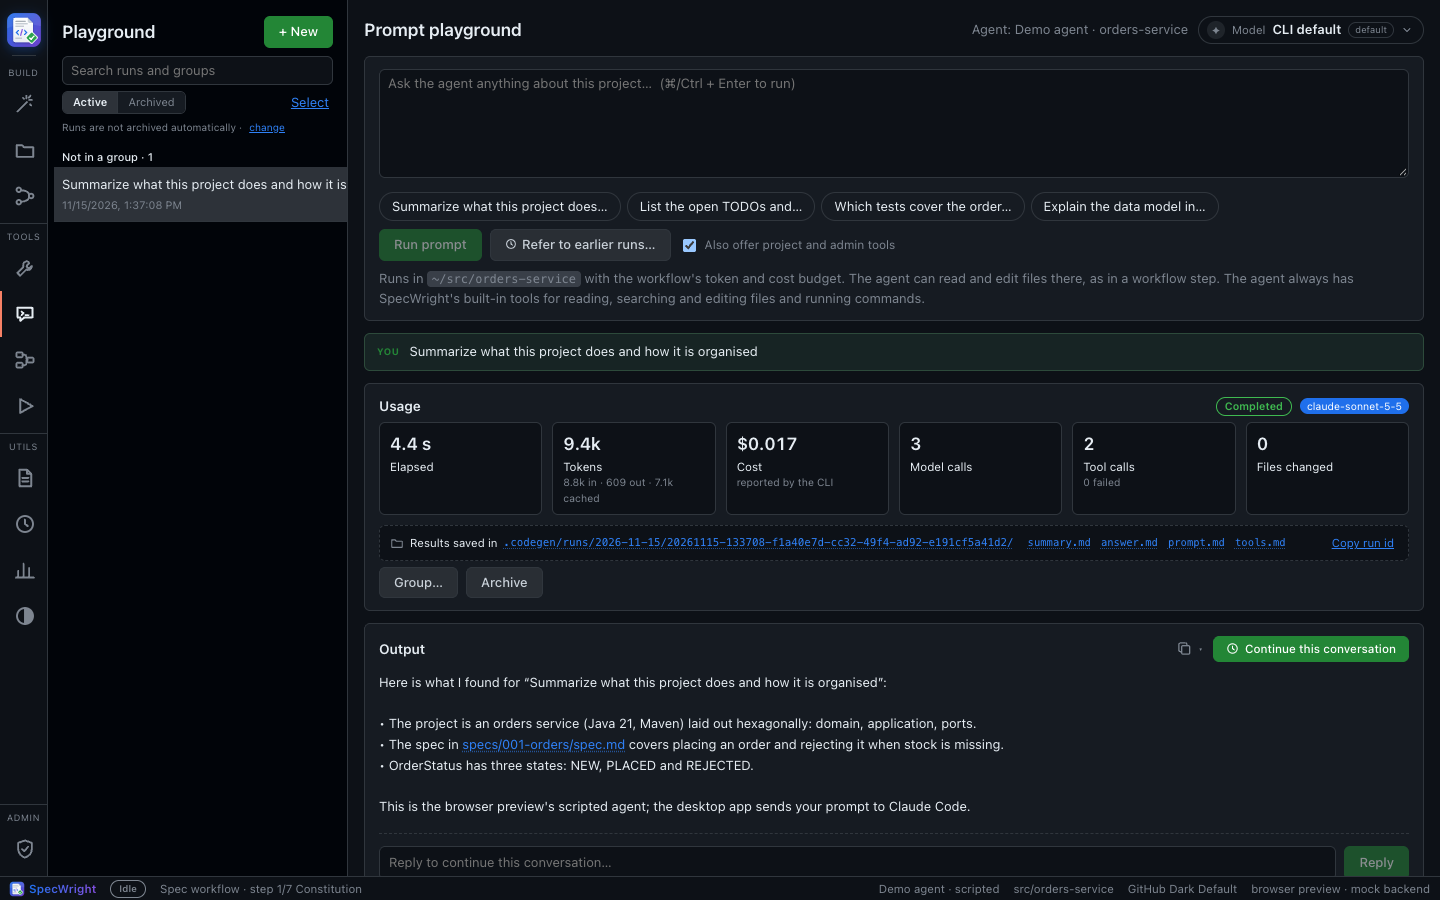 BUILD
TOOLS
UTILS
ADMIN
Playground
+ New
Search runs and groups
Active
Archived
Select
Runs are not archived automatically · change
Not in a group · 1
Summarize what this project does and how it is
11/15/2026, 1:37:08 PM
Prompt playground
Agent: Demo agent · orders-service
Model CLI default default
Ask the agent anything about this project... (⌘/Ctrl + Enter to run)
Summarize what this project does...
List the open TODOs and...
Which tests cover the order...
Explain the data model in...
Run prompt
Refer to earlier runs...
Also offer project and admin tools
Runs in ~/src/orders-service with the workflow's token and cost budget. The agent can read and edit files there, as in a workflow step. The agent always has
SpecWright's built-in tools for reading, searching and editing files and running commands.
YOU Summarize what this project does and how it is organised
Usage
Completed
claude-sonnet-5-5
4.4 s
Elapsed
9.4k
Tokens
8.8k in · 609 out · 7.1k
cached
$0.017
Cost
reported by the CLI
3
Model calls
2
Tool calls
0 failed
0
Files changed
Results saved in .codegen/runs/2026-11-15/20261115-133708-f1a40e7d-cc32-49f4-ad92-e191cf5a41d2/ summary.md answer.md prompt.md tools.md Copy run id
Group...
Archive
Output
Continue this conversation
Here is what I found for “Summarize what this project does and how it is organised”:
• The project is an orders service (Java 21, Maven) laid out hexagonally: domain, application, ports.
• The spec in specs/001-orders/spec.md covers placing an order and rejecting it when stock is missing.
• OrderStatus has three states: NEW, PLACED and REJECTED.
This is the browser preview's scripted agent; the desktop app sends your prompt to Claude Code.
Reply to continue this conversation...
Reply
SpecWright
Idle
Spec workflow · step 1/7 Constitution
Demo agent · scripted
src/orders-service
GitHub Dark Default
browser preview · mock backend